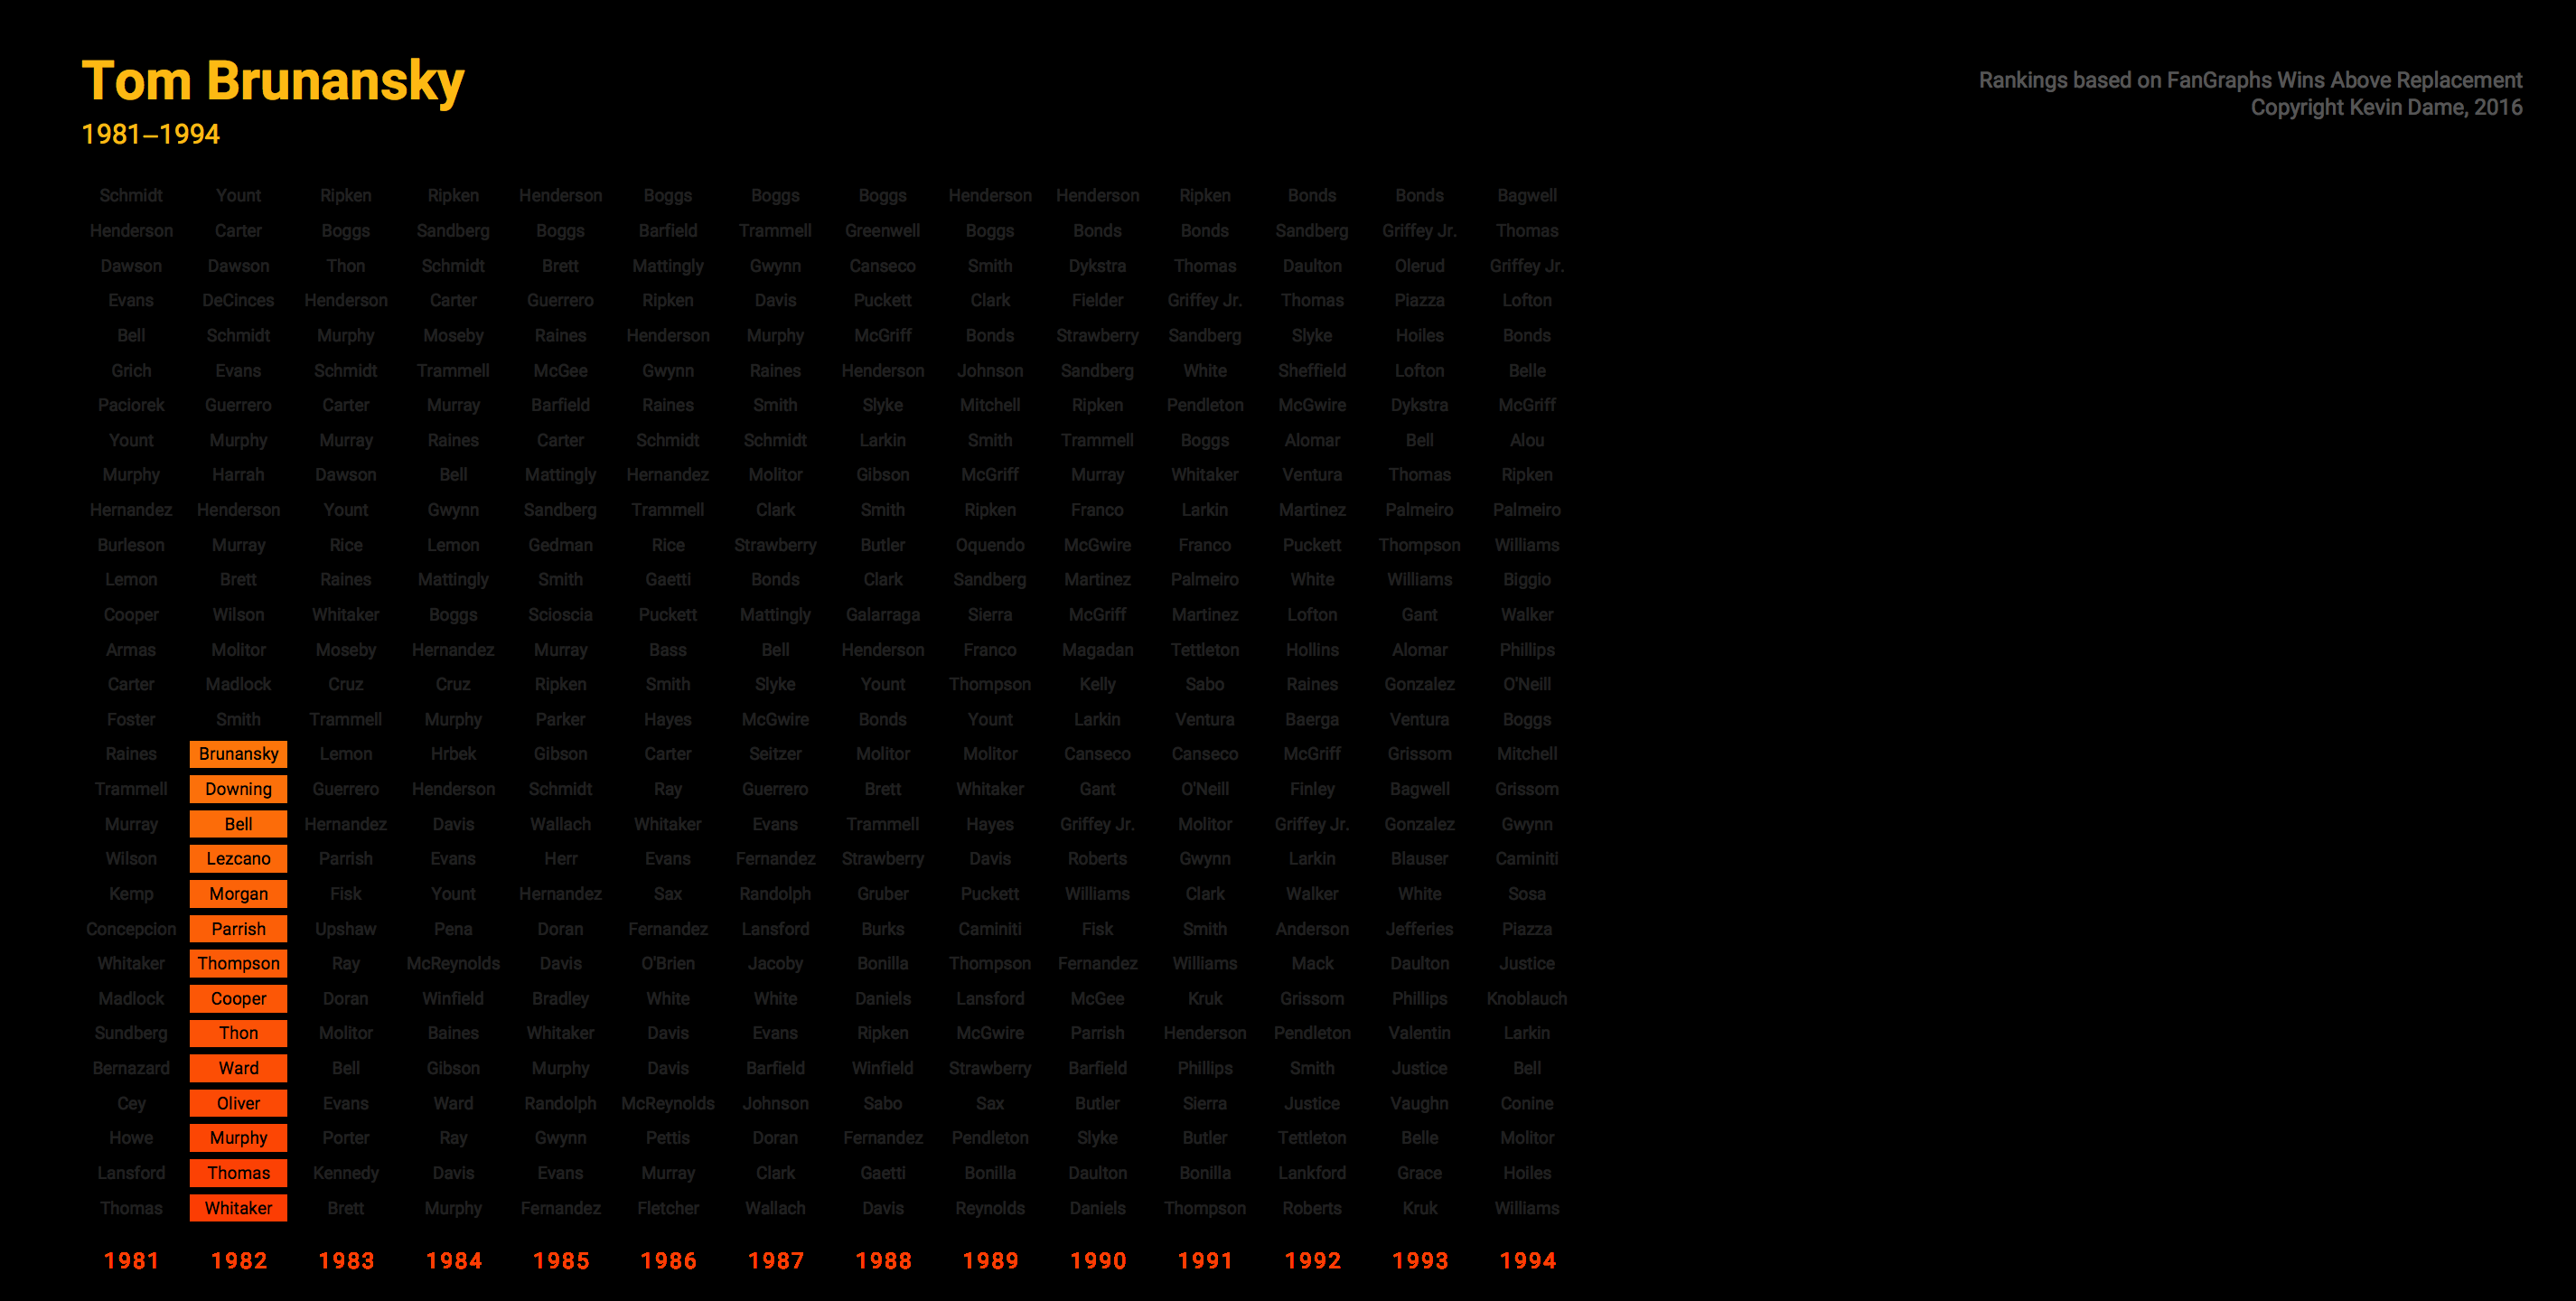 Tom Brunansky
1981–1994
Rankings based on FanGraphs Wins Above Replacement
Copyright Kevin Dame, 2016
Schmidt Yount Ripken Ripken Henderson Boggs Boggs Boggs Henderson Henderson Ripken Bonds Bonds Bagwell
Henderson Carter Boggs Sandberg Boggs Barfield Trammell Greenwell Boggs Bonds Bonds Sandberg Griffey Jr. Thomas
Dawson Dawson Thon Schmidt Brett Mattingly Gwynn Canseco Smith Dykstra Thomas Daulton Olerud Griffey Jr.
Evans DeCinces Henderson Carter Guerrero Ripken Davis Puckett Clark Fielder Griffey Jr. Thomas Piazza Lofton
Bell Schmidt Murphy Moseby Raines Henderson Murphy McGriff Bonds Strawberry Sandberg Slyke Hoiles Bonds
Grich Evans Schmidt Trammell McGee Gwynn Raines Henderson Johnson Sandberg White Sheffield Lofton Belle
Paciorek Guerrero Carter Murray Barfield Raines Smith Slyke Mitchell Ripken Pendleton McGwire Dykstra McGriff
Yount Murphy Murray Raines Carter Schmidt Schmidt Larkin Smith Trammell Boggs Alomar Bell Alou
Murphy Harrah Dawson Bell Mattingly Hernandez Molitor Gibson McGriff Murray Whitaker Ventura Thomas Ripken
Hernandez Henderson Yount Gwynn Sandberg Trammell Clark Smith Ripken Franco Larkin Martinez Palmeiro Palmeiro
Burleson Murray Rice Lemon Gedman Rice Strawberry Butler Oquendo McGwire Franco Puckett Thompson Williams
Lemon Brett Raines Mattingly Smith Gaetti Bonds Clark Sandberg Martinez Palmeiro White Williams Biggio
Cooper Wilson Whitaker Boggs Scioscia Puckett Mattingly Galarraga Sierra McGriff Martinez Lofton Gant Walker
Armas Molitor Moseby Hernandez Murray Bass Bell Henderson Franco Magadan Tettleton Hollins Alomar Phillips
Carter Madlock Cruz Cruz Ripken Smith Slyke Yount Thompson Kelly Sabo Raines Gonzalez O'Neill
Foster Smith Trammell Murphy Parker Hayes McGwire Bonds Yount Larkin Ventura Baerga Ventura Boggs
Raines Brunansky Lemon Hrbek Gibson Carter Seitzer Molitor Molitor Canseco Canseco McGriff Grissom Mitchell
Trammell Downing Guerrero Henderson Schmidt Ray Guerrero Brett Whitaker Gant O'Neill Finley Bagwell Grissom
Murray Bell Hernandez Davis Wallach Whitaker Evans Trammell Hayes Griffey Jr. Molitor Griffey Jr. Gonzalez Gwynn
Wilson Lezcano Parrish Evans Herr Evans Fernandez Strawberry Davis Roberts Gwynn Larkin Blauser Caminiti
Kemp Morgan Fisk Yount Hernandez Sax Randolph Gruber Puckett Williams Clark Walker White Sosa
Concepcion Parrish Upshaw Pena Doran Fernandez Lansford Burks Caminiti Fisk Smith Anderson Jefferies Piazza
Whitaker Thompson Ray McReynolds Davis O'Brien Jacoby Bonilla Thompson Fernandez Williams Mack Daulton Justice
Madlock Cooper Doran Winfield Bradley White White Daniels Lansford McGee Kruk Grissom Phillips Knoblauch
Sundberg Thon Molitor Baines Whitaker Davis Evans Ripken McGwire Parrish Henderson Pendleton Valentin Larkin
Bernazard Ward Bell Gibson Murphy Davis Barfield Winfield Strawberry Barfield Phillips Smith Justice Bell
Cey Oliver Evans Ward Randolph McReynolds Johnson Sabo Sax Butler Sierra Justice Vaughn Conine
Howe Murphy Porter Ray Gwynn Pettis Doran Fernandez Pendleton Slyke Butler Tettleton Belle Molitor
Lansford Thomas Kennedy Davis Evans Murray Clark Gaetti Bonilla Daulton Bonilla Lankford Grace Hoiles
Thomas Whitaker Brett Murphy Fernandez Fletcher Wallach Davis Reynolds Daniels Thompson Roberts Kruk Williams
1981 1982 1983 1984 1985 1986 1987 1988 1989 1990 1991 1992 1993 1994